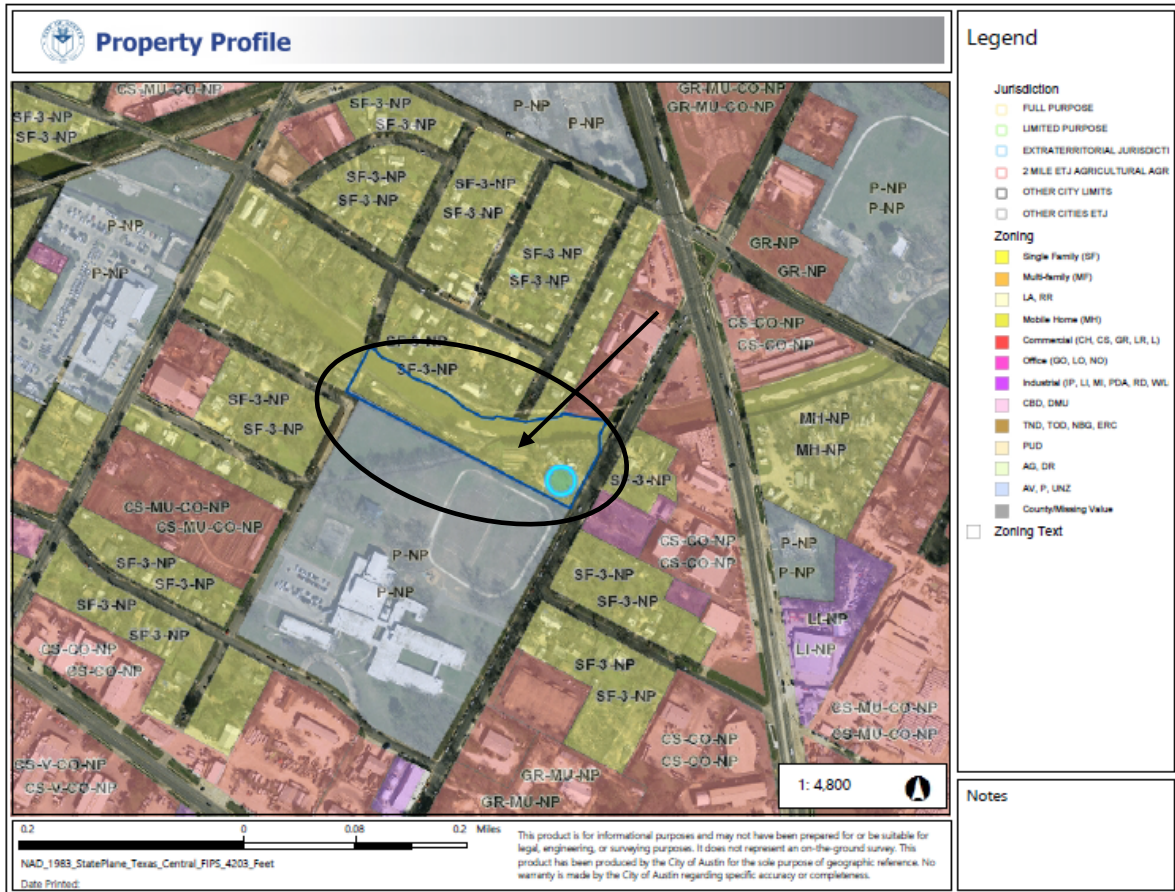 Property Profile
CS-MU-CO-NP
GR-MU-CO-NP
GR-MU-CO-NP
SF-3-NP
SF-3-NP
SF-3-NP
SF-3-NP
P-NP
P-NP
SF-3-NP
SF-3-NP
SF-3-NP
SF-3-NP
P-NP
P-NP
P-NP
P-NP
SF-3-NP
SF-3-NP
GR-NP
GR-NP
CS-CO-NP
CS-CO-NP
SF-3-NP
SF-3-NP
SF-3-NP
SF-3-NP
MH-NP
MH-NP
SF-3-NP
CS-MU-CO-NP
CS-MU-CO-NP
CS-CO-NP
CS-CO-NP
P-NP
P-NP
P-NP
P-NP
SF-3-NP
SF-3-NP
SF-3-NP
SF-3-NP
SF-3-NP
SF-3-NP
LI-NP
LI-NP
CS-CO-NP
CS-CO-NP
SF-3-NP
SF-3-NP
CS-MU-CO-NP
CS-MU-CO-NP
CS-CO-NP
CS-CO-NP
CS-V-CO-NP
CS-V-CO-NP
GR-MU-NP
GR-MU-NP
1: 4,800
0.2 0 0.08 0.2 Miles
NAD_1983_StatePlane_Texas_Central_FIPS_4203_Feet
Date Printed:
This product is for informational purposes and may not have been prepared for or be suitable for
legal, engineering, or surveying purposes. It does not represent an on-the-ground survey. This
product has been produced by the City of Austin for the sole purpose of geographic reference. No
warranty is made by the City of Austin regarding specific accuracy or completeness.
Legend
Jurisdiction
FULL PURPOSE
LIMITED PURPOSE
EXTRATERRITORIAL JURISDICTI
2 MILE ETJ AGRICULTURAL AGR
OTHER CITY LIMITS
OTHER CITIES ETJ
Zoning
Single Family (SF)
Multi-family (MF)
LA, RR
Mobile Home (MH)
Commercial (CH, CS, GR, LR, L)
Office (GO, LO, NO)
Industrial (IP, LI, MI, PDA, RD, W/L
CBD, DMU
TND, TOD, NBG, ERC
PUD
AG, DR
AV, P, UNZ
County/Missing Value
Zoning Text
Notes